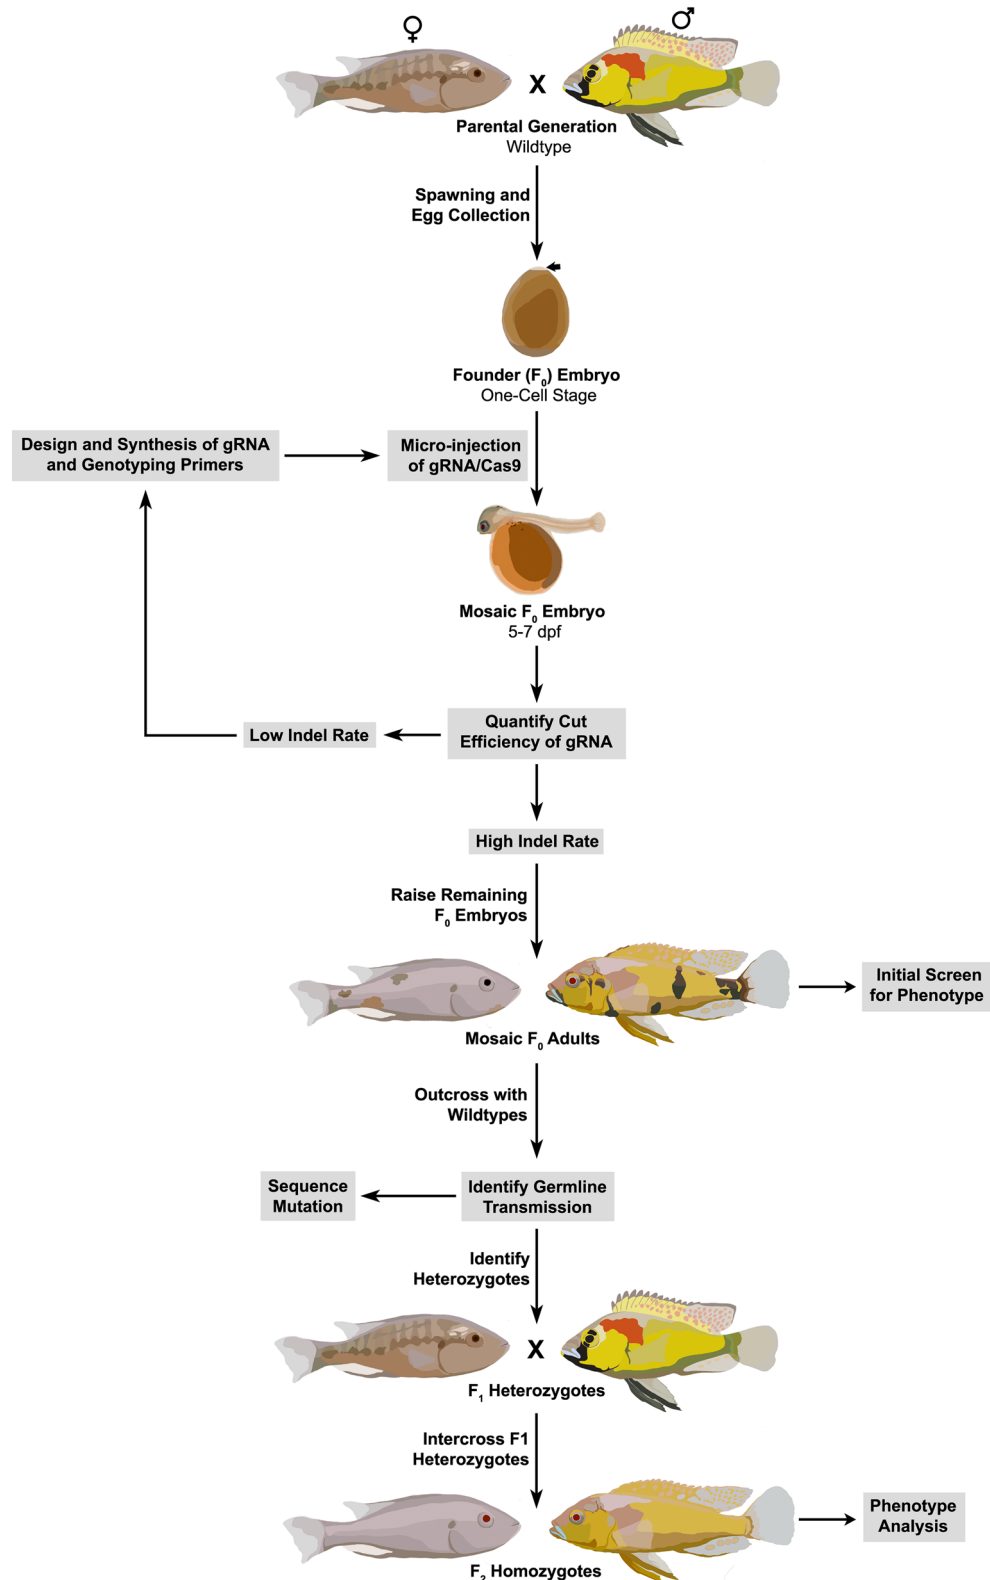 ♀
♂
X
Parental Generation
Wildtype
Spawning and
Egg Collection
Founder (F₀) Embryo
One-Cell Stage
Design and Synthesis of gRNA
and Genotyping Primers
Micro-injection
of gRNA/Cas9
Mosaic F₀ Embryo
5-7 dpf
Quantify Cut
Efficiency of gRNA
Low Indel Rate
High Indel Rate
Raise Remaining
F₀ Embryos
Initial Screen
for Phenotype
Mosaic F₀ Adults
Outcross with
Wildtypes
Identify Germline
Transmission
Sequence
Mutation
Identify
Heterozygotes
X
F₁ Heterozygotes
Intercross F1
Heterozygotes
Phenotype
Analysis
F₂ Homozygotes